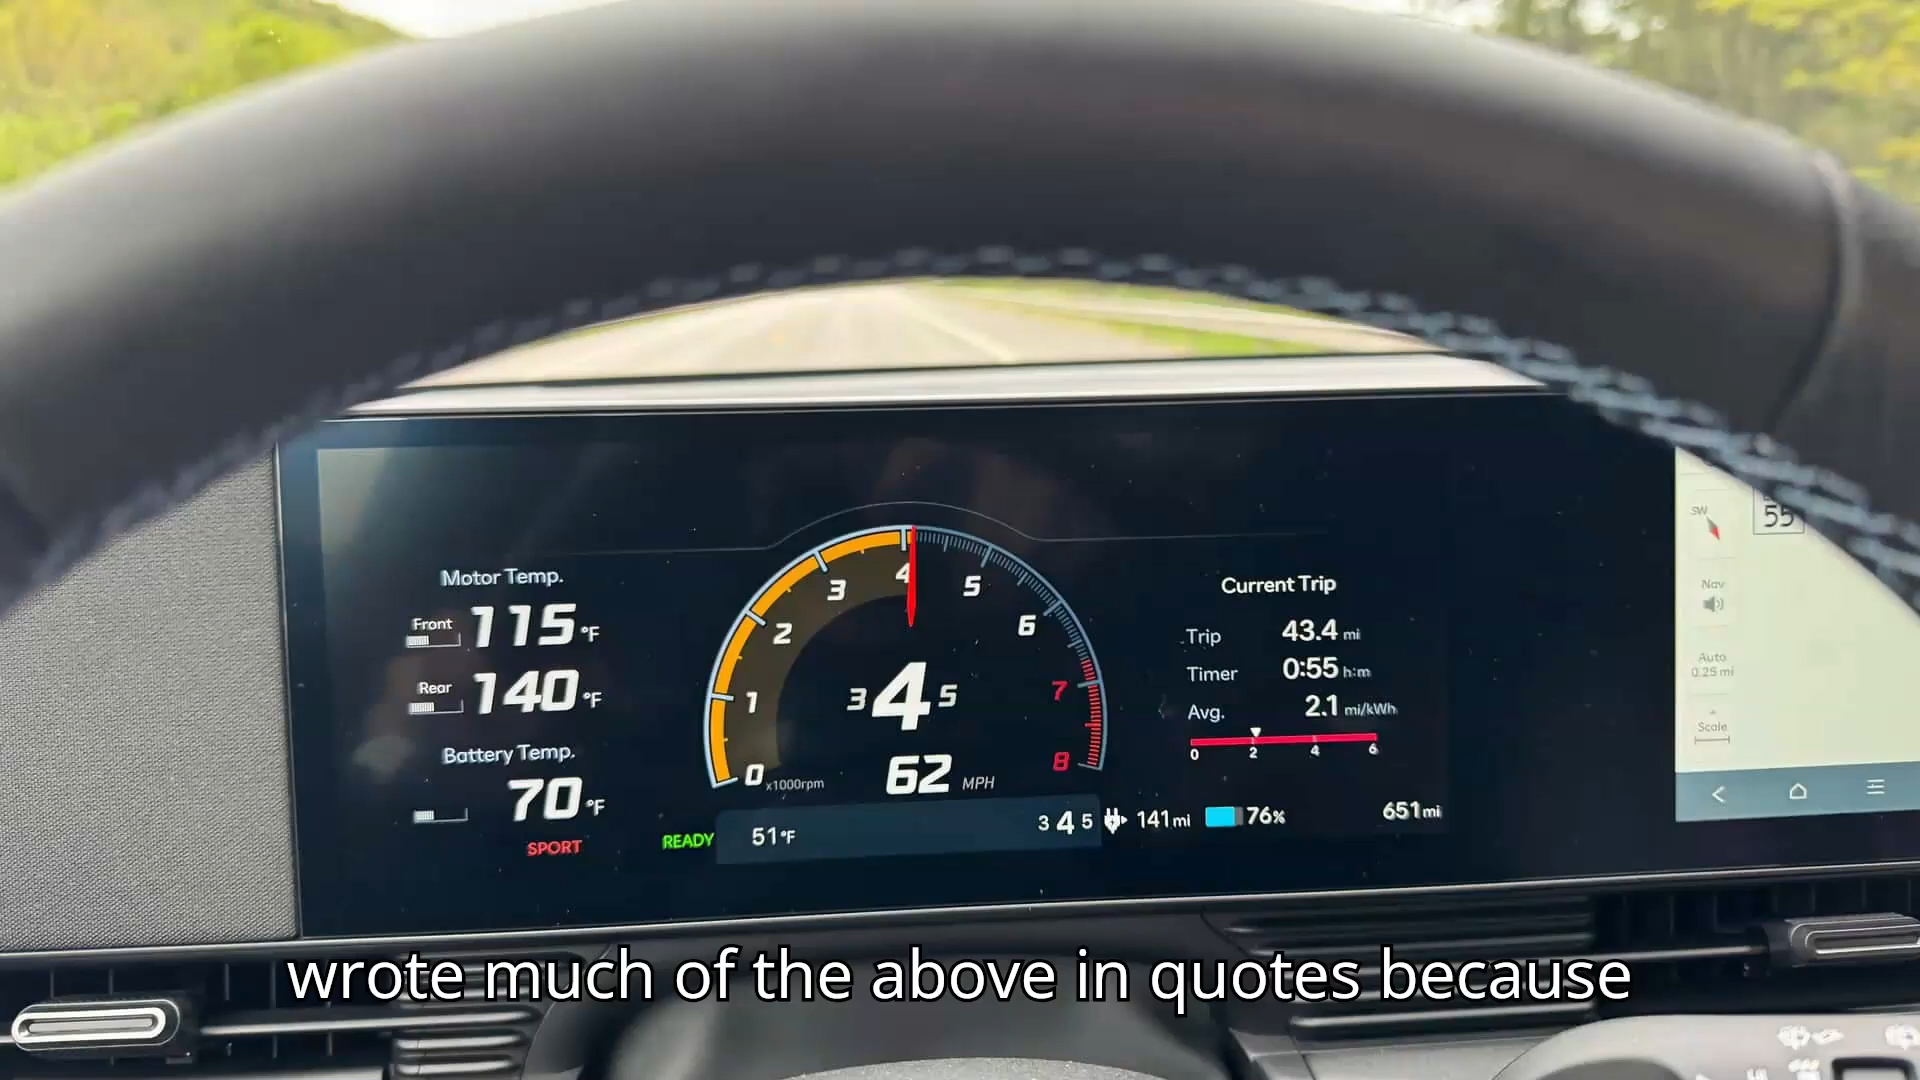 Motor Temp.
Front 115 °F
Rear 140 °F
Battery Temp.
70 °F
SPORT
READY
0 1 2 3 4 5 6 7 8
x1000rpm
3 4 5
62 MPH
51°F
3 4 5 141 mi 76% 651 mi
Current Trip
Trip 43.4 mi
Timer 0:55 h:m
Avg. 2.1 mi/kWh
0 2 4 6
SW
55
Nav
Auto
0.25 mi
Scale
wrote much of the above in quotes because